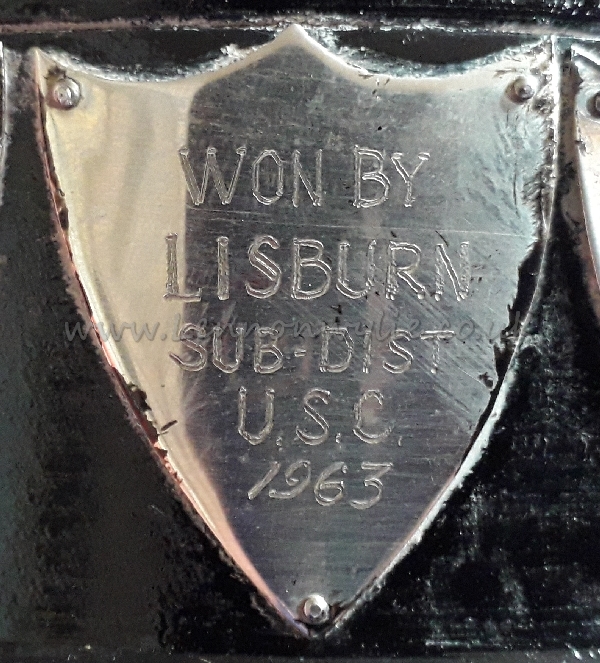 WON BY
LISBURN
SUB-DIST
U.S.C.
1963